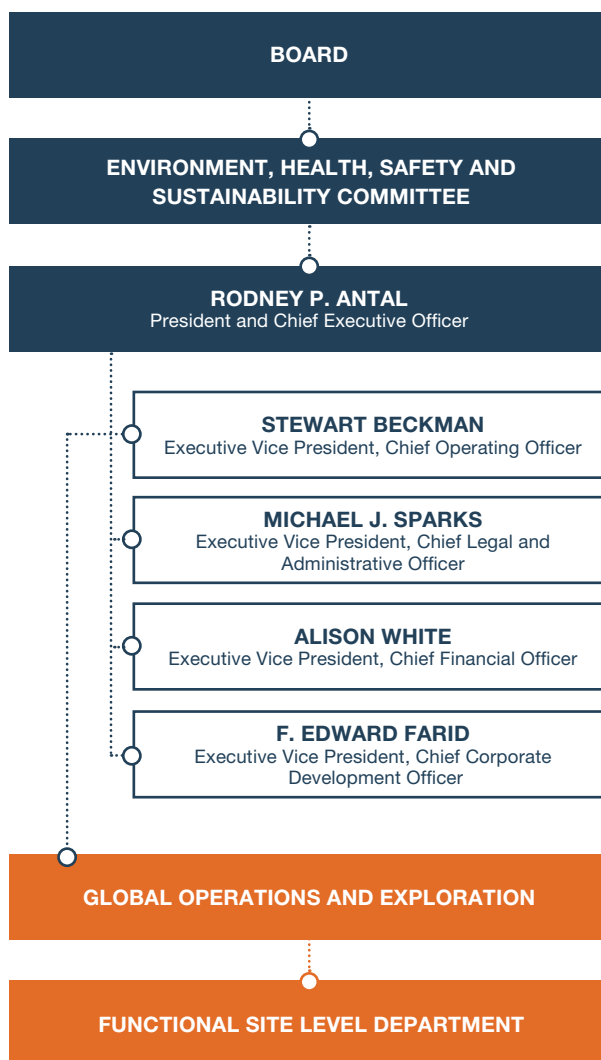 BOARD
ENVIRONMENT, HEALTH, SAFETY AND
SUSTAINABILITY COMMITTEE
RODNEY P. ANTAL
President and Chief Executive Officer
STEWART BECKMAN
Executive Vice President, Chief Operating Officer
MICHAEL J. SPARKS
Executive Vice President, Chief Legal and
Administrative Officer
ALISON WHITE
Executive Vice President, Chief Financial Officer
F. EDWARD FARID
Executive Vice President, Chief Corporate
Development Officer
GLOBAL OPERATIONS AND EXPLORATION
FUNCTIONAL SITE LEVEL DEPARTMENT